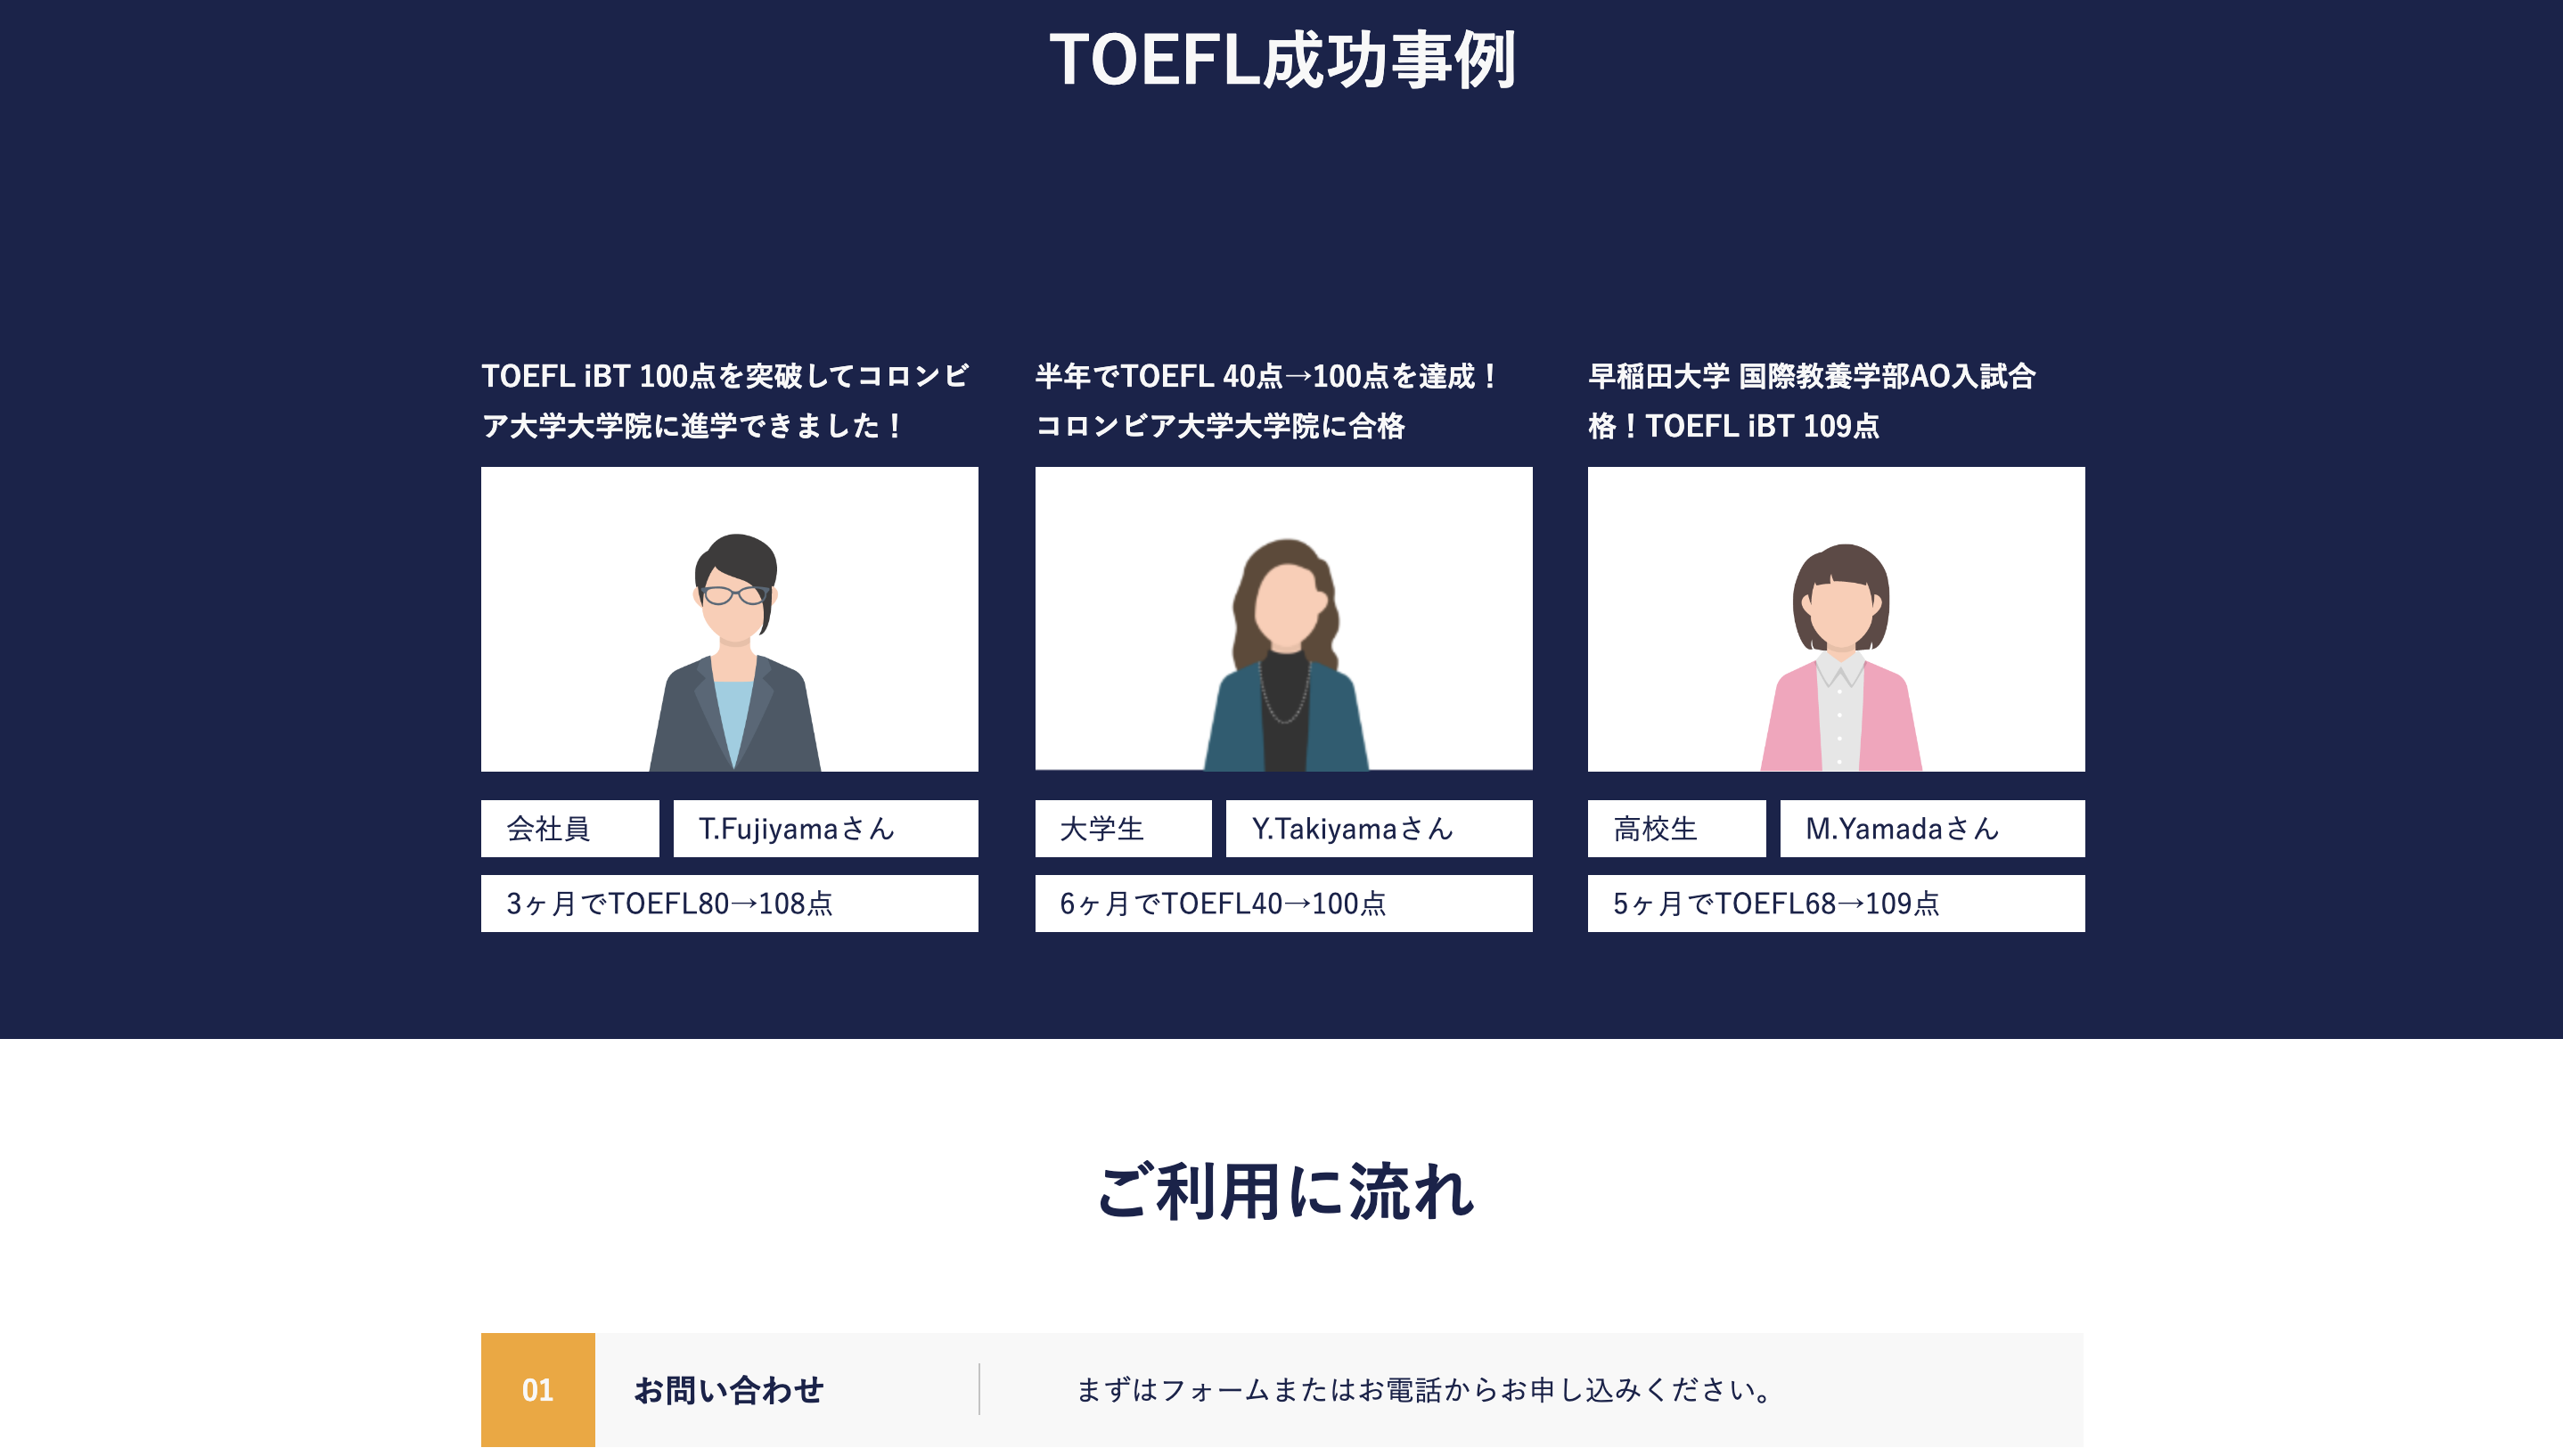 TOEFL成功事例
TOEFL iBT 100点を突破してコロンビ
ア大学大学院に進学できました！
会社員
T.Fujiyamaさん
3ヶ月でTOEFL80→108点
半年でTOEFL 40点→100点を達成！
コロンビア大学大学院に合格
大学生
Y.Takiyamaさん
6ヶ月でTOEFL40→100点
早稲田大学 国際教養学部AO入試合
格！TOEFL iBT 109点
高校生
M.Yamadaさん
5ヶ月でTOEFL68→109点
ご利用に流れ
01
お問い合わせ
まずはフォームまたはお電話からお申し込みください。